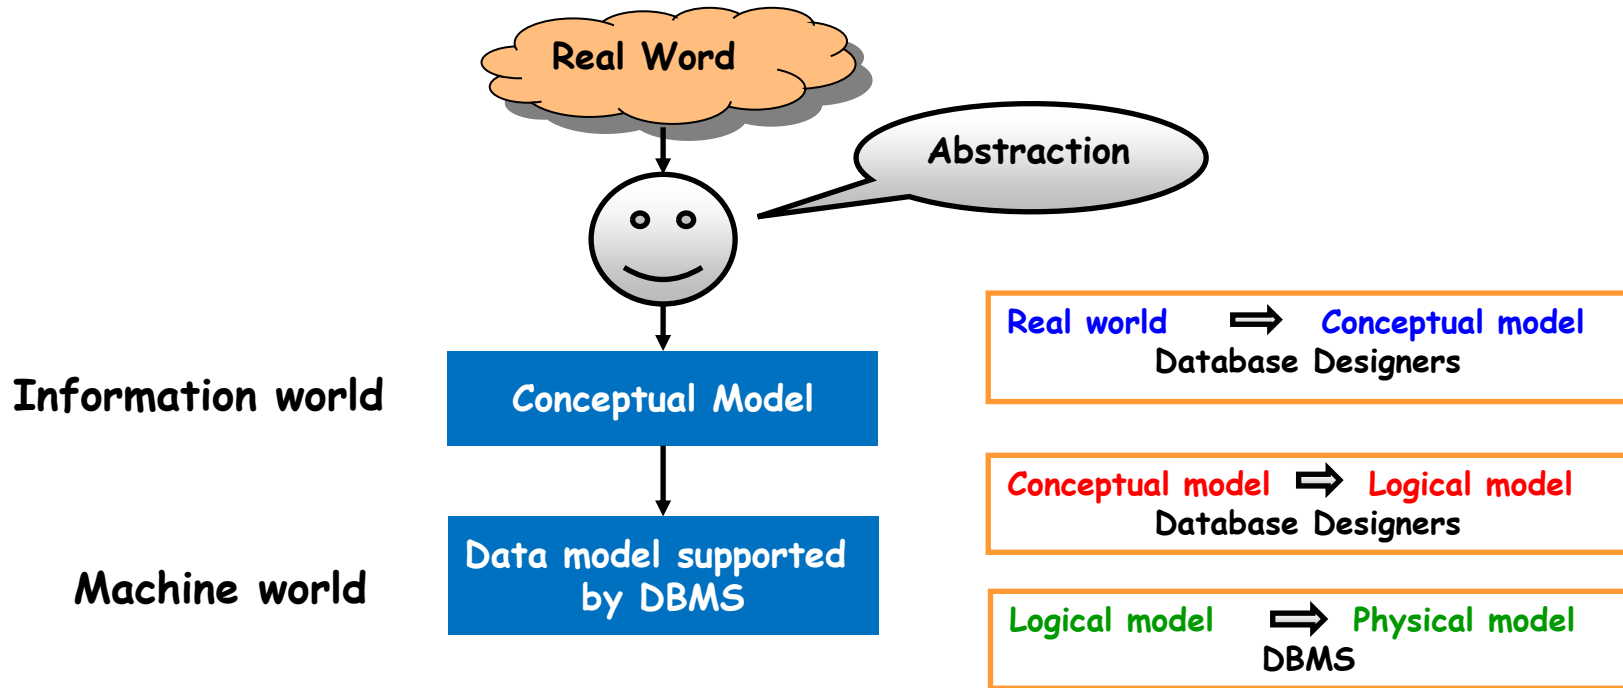 Real Word
Abstraction
Information world
Conceptual Model
Machine world
Data model supported
by DBMS
Real world Conceptual model
Database Designers
Conceptual model Logical model
Database Designers
Logical model Physical model
DBMS